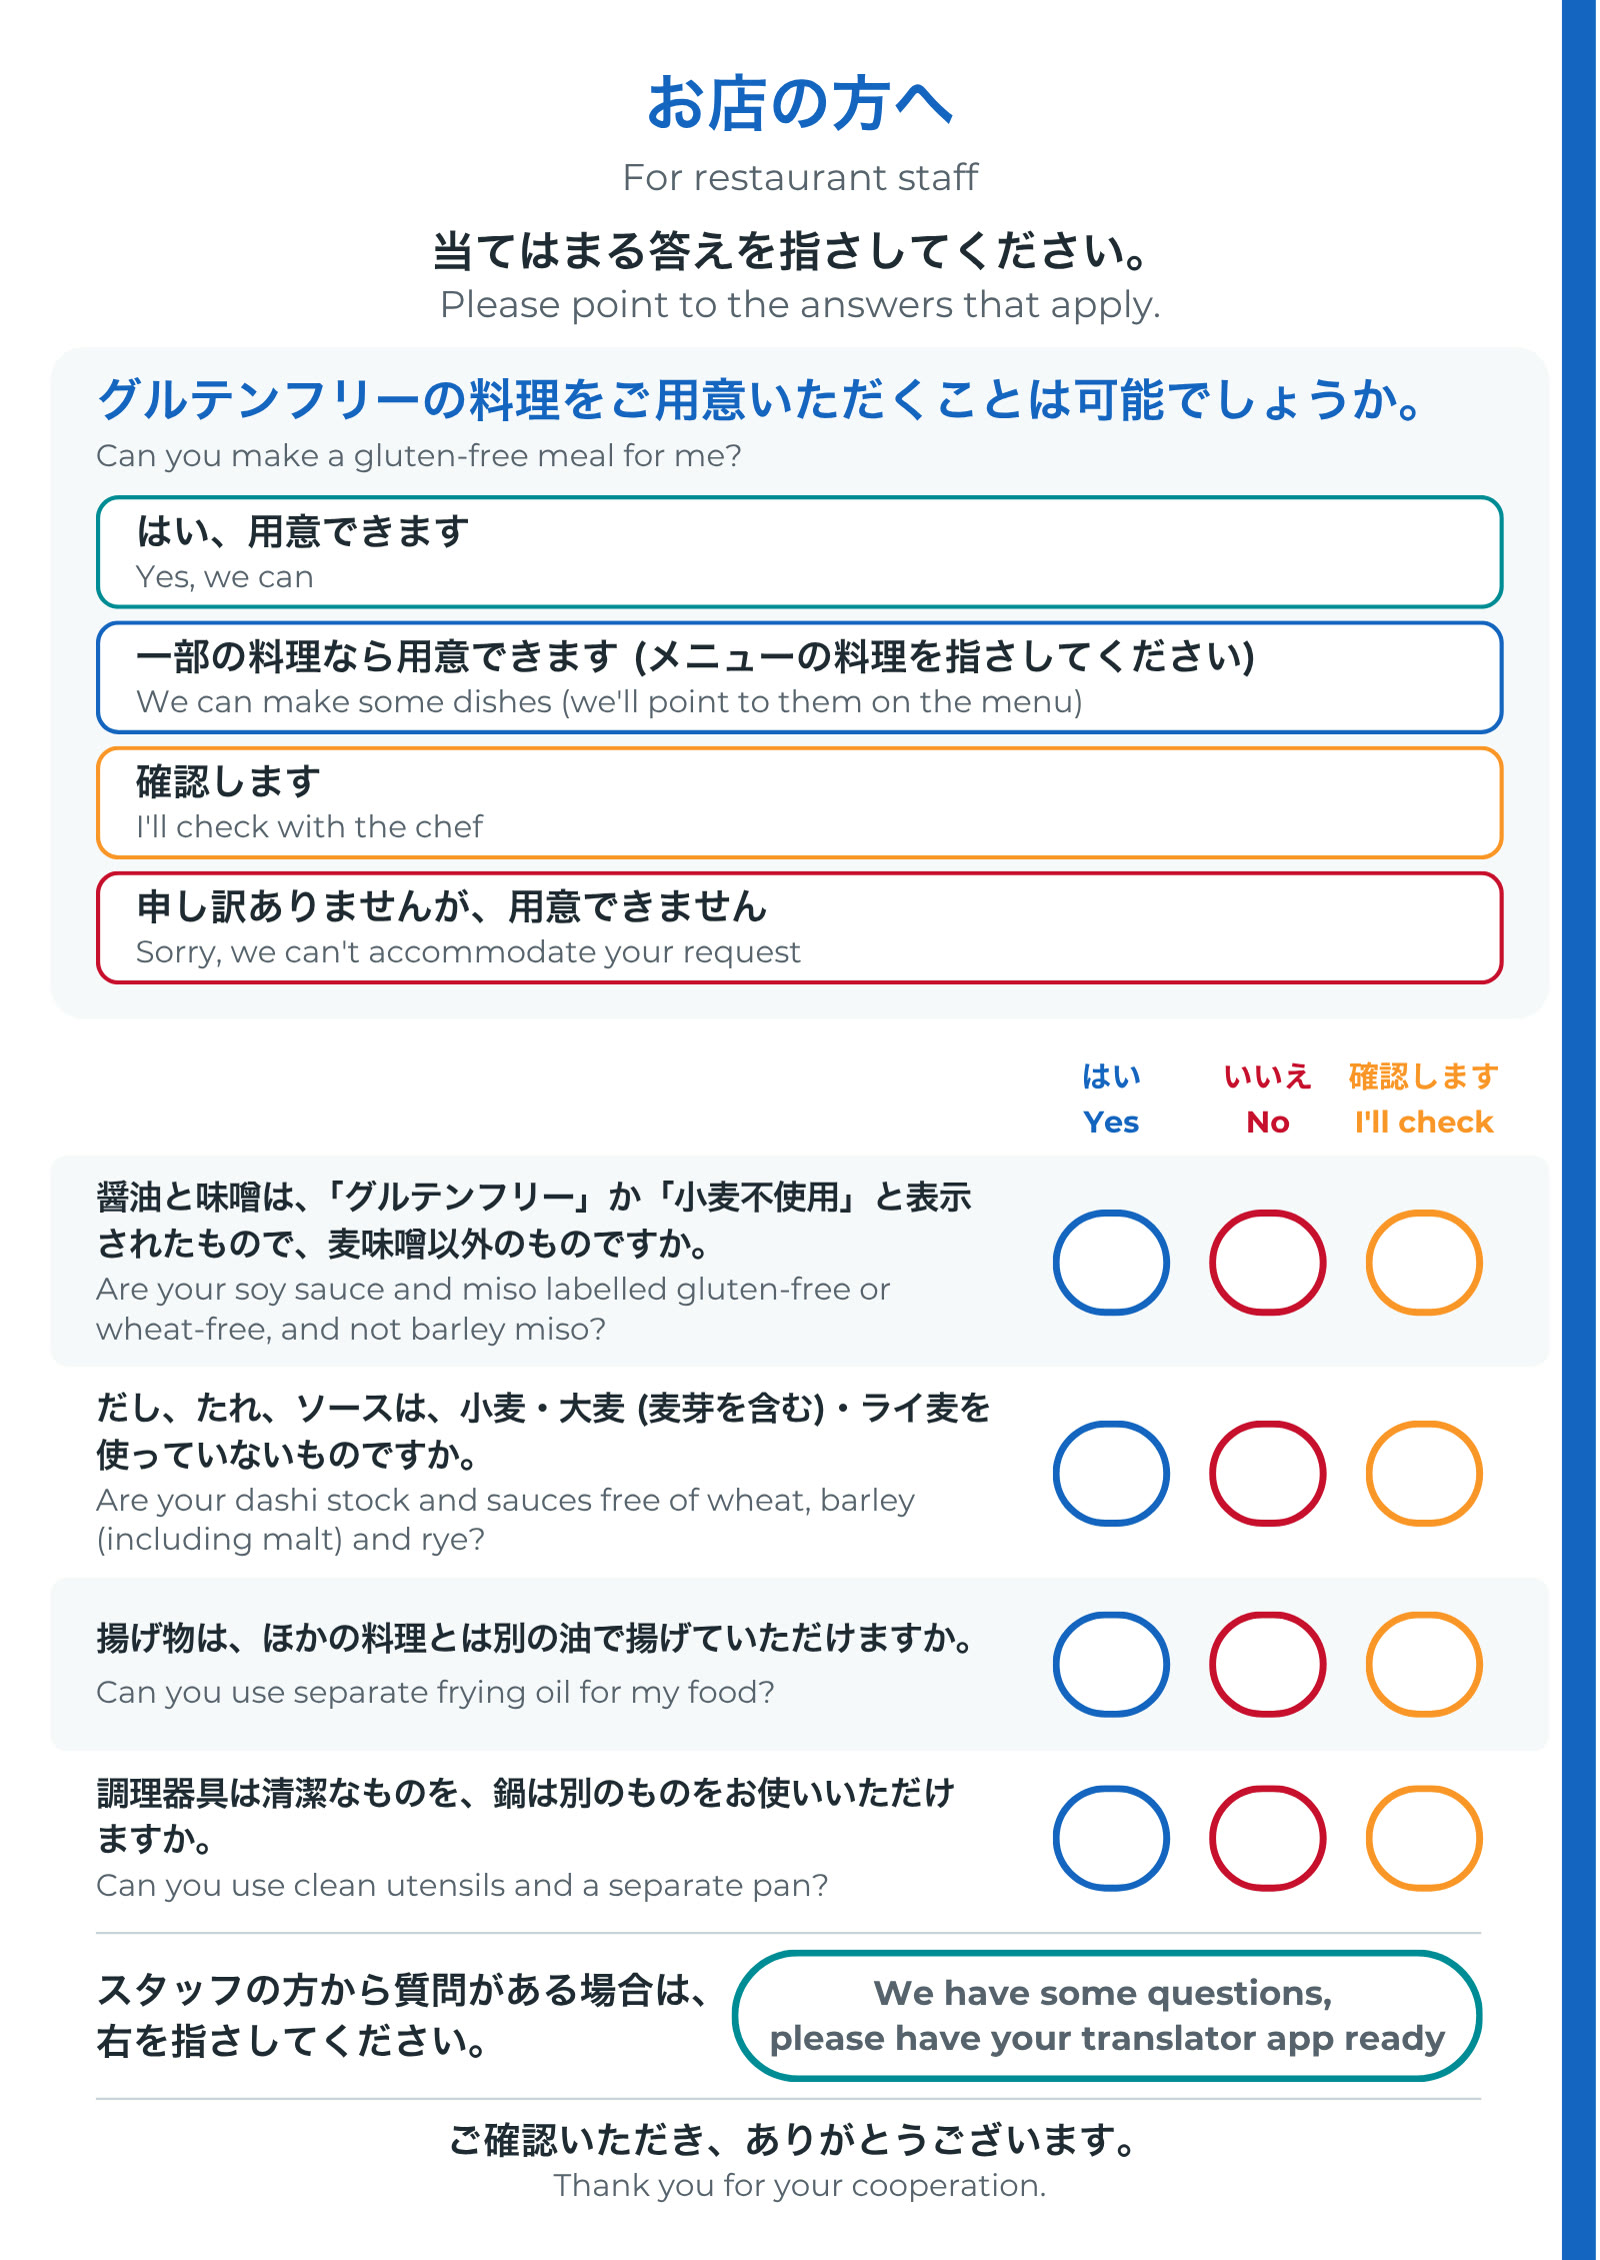 お店の方へ
For restaurant staff
当てはまる答えを指さしてください。
Please point to the answers that apply.
グルテンフリーの料理をご用意いただくことは可能でしょうか。
Can you make a gluten-free meal for me?
はい、用意できます
Yes, we can
一部の料理なら用意できます (メニューの料理を指さしてください)
We can make some dishes (we'll point to them on the menu)
確認します
I'll check with the chef
申し訳ありませんが、用意できません
Sorry, we can't accommodate your request
はい いいえ 確認します
Yes No I'll check
醤油と味噌は、「グルテンフリー」か「小麦不使用」と表示
されたもので、麦味噌以外のものですか。
Are your soy sauce and miso labelled gluten-free or
wheat-free, and not barley miso?
だし、たれ、ソースは、小麦・大麦 (麦芽を含む)・ライ麦を
使っていないものですか。
Are your dashi stock and sauces free of wheat, barley
(including malt) and rye?
揚げ物は、ほかの料理とは別の油で揚げていただけますか。
Can you use separate frying oil for my food?
調理器具は清潔なものを、鍋は別のものをお使いいただけ
ますか。
Can you use clean utensils and a separate pan?
スタッフの方から質問がある場合は、
右を指さしてください。
We have some questions,
please have your translator app ready
ご確認いただき、ありがとうございます。
Thank you for your cooperation.